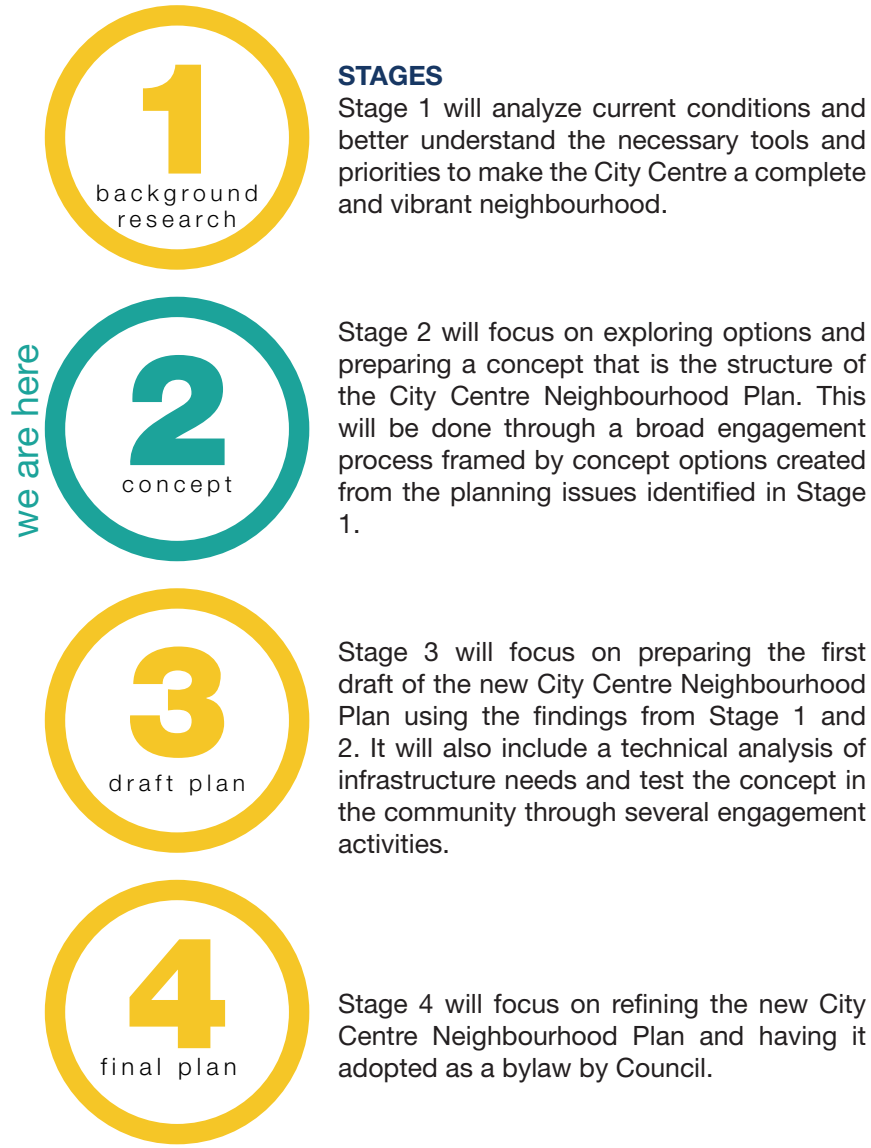 1
background
research
STAGES
Stage 1 will analyze current conditions and
better understand the necessary tools and
priorities to make the City Centre a complete
and vibrant neighbourhood.
we are here
2
concept
Stage 2 will focus on exploring options and
preparing a concept that is the structure of
the City Centre Neighbourhood Plan. This
will be done through a broad engagement
process framed by concept options created
from the planning issues identified in Stage
1.
3
draft plan
Stage 3 will focus on preparing the first
draft of the new City Centre Neighbourhood
Plan using the findings from Stage 1 and
2. It will also include a technical analysis of
infrastructure needs and test the concept in
the community through several engagement
activities.
4
final plan
Stage 4 will focus on refining the new City
Centre Neighbourhood Plan and having it
adopted as a bylaw by Council.